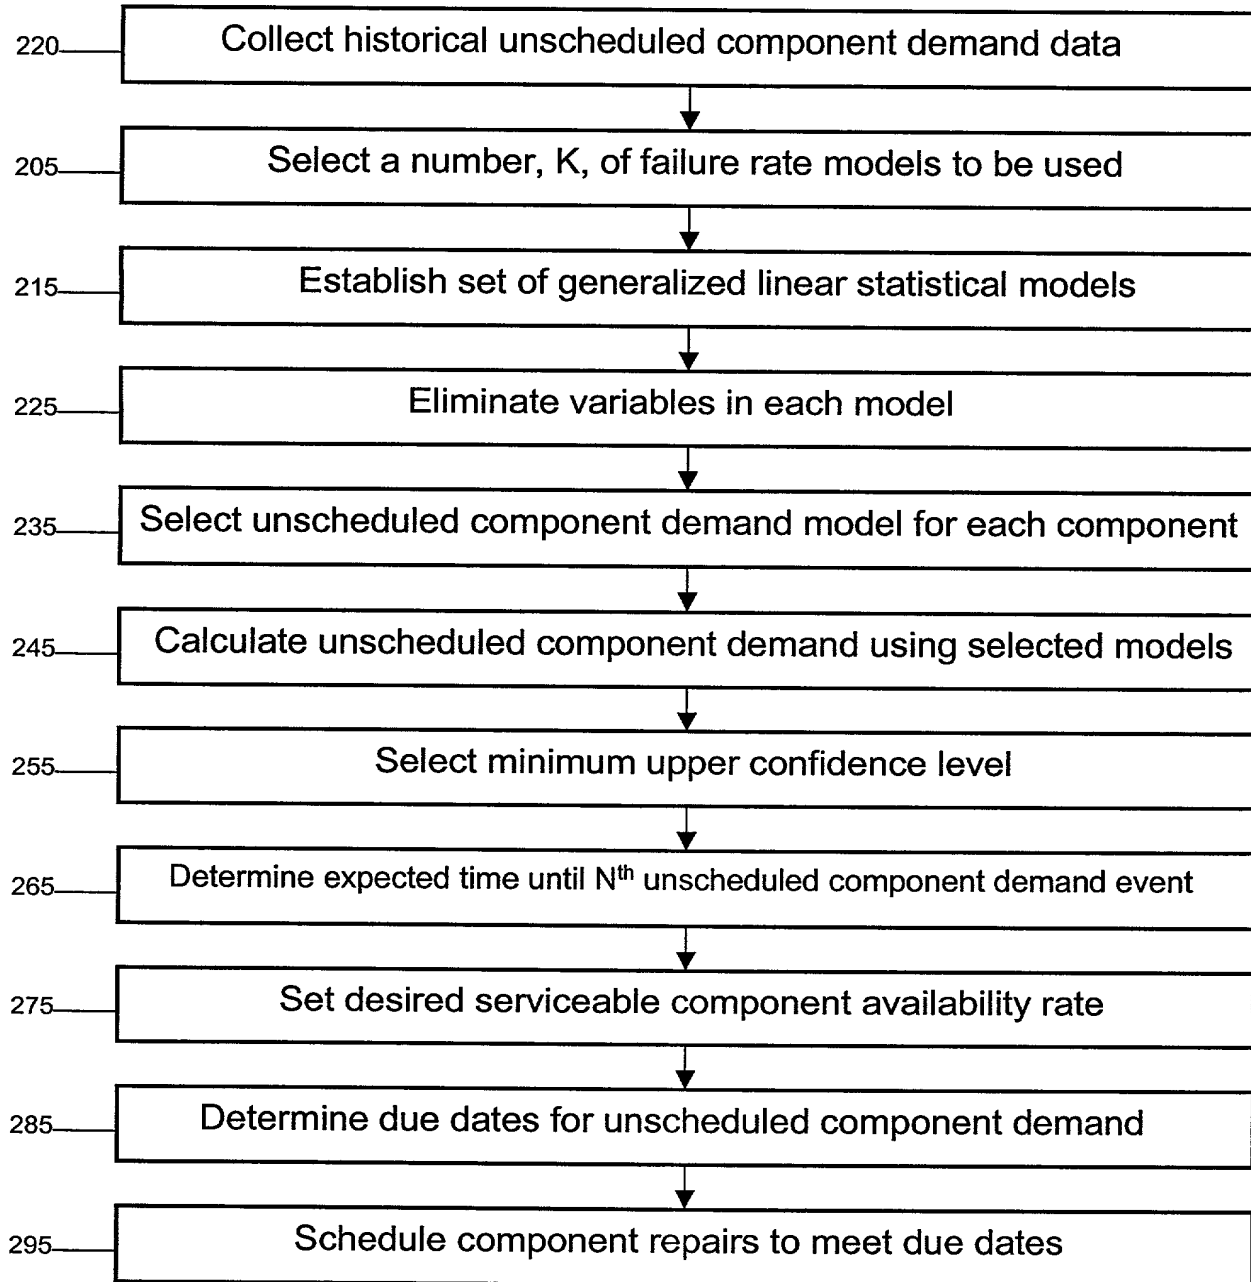 220 Collect historical unscheduled component demand data
205 Select a number, K, of failure rate models to be used
215 Establish set of generalized linear statistical models
225 Eliminate variables in each model
235 Select unscheduled component demand model for each component
245 Calculate unscheduled component demand using selected models
255 Select minimum upper confidence level
265 Determine expected time until Nth unscheduled component demand event
275 Set desired serviceable component availability rate
285 Determine due dates for unscheduled component demand
295 Schedule component repairs to meet due dates